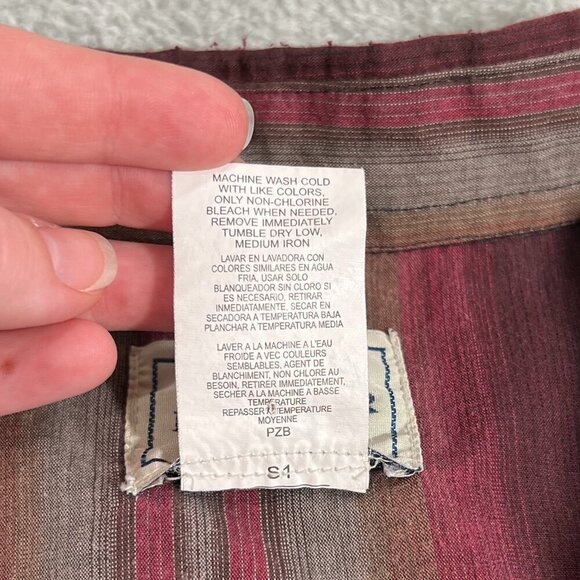 MACHINE WASH COLD
WITH LIKE COLORS,
ONLY NON-CHLORINE
BLEACH WHEN NEEDED,
REMOVE IMMEDIATELY
TUMBLE DRY LOW,
MEDIUM IRON
LAVAR EN LAVADORA CON
COLORES SIMILARES EN AGUA
FRIA, USAR SOLO
BLANQUEADOR SIN CLORO SI
ES NECESARIO, RETIRAR
INMEDIATAMENTE, SECAR EN
SECADORA A TEMPERATURA BAJA
PLANCHAR A TEMPERATURA MEDIA
LAVER A LA MACHINE A L'EAU
FROIDE A VEC COULEURS
SEMBLABLES, AGENT DE
BLANCHIMENT, NON CHLORE AU
BESOIN, RETIRER IMMEDIATEMENT
SECHER A LA MACHINE A BASSE
TEMPERATURE
REPASSER A TEMPERATURE
MOYENNE
PZB
S4